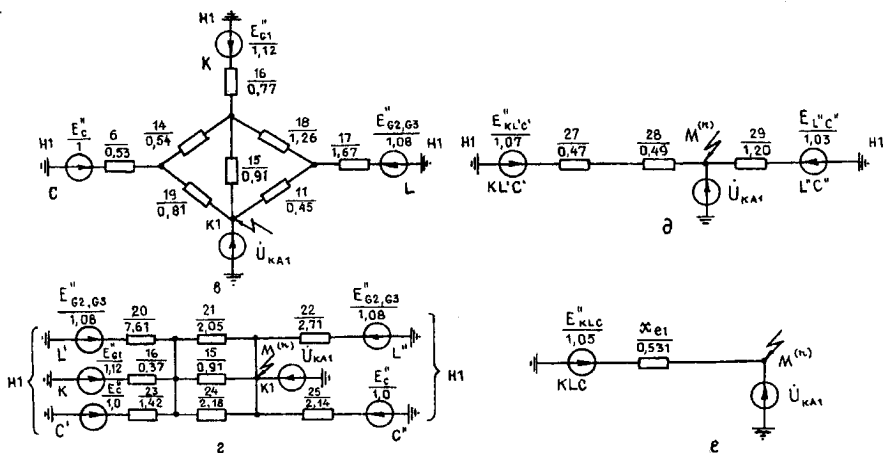 H1
E"G1
1,12
K
16
0,77
E"C
1
H1
6
0,53
C
14
0,54
18
1,26
15
0,91
19
0,81
11
0,45
17
1,67
E"G2,G3
1,08
H1
L
K1
U̇KA1
в
E"KL'C'
1,07
H1
KL'C'
27
0,47
28
0,49
M(n)
29
1,20
E"L"C"
1,03
H1
L"C"
U̇KA1
д
H1
E"G2,G3
1,08
L'
20
7,61
21
2,05
22
2,71
E"G2,G3
1,08
L"
E"G1
1,12
K
16
0,37
15
0,91
M(n)
K1
U̇KA1
H1
E"C
1,0
C'
23
1,42
24
2,18
25
2,14
E"C
1,0
C"
г
E"KLC
1,05
KLC
xe1
0,531
M(n)
U̇KA1
е